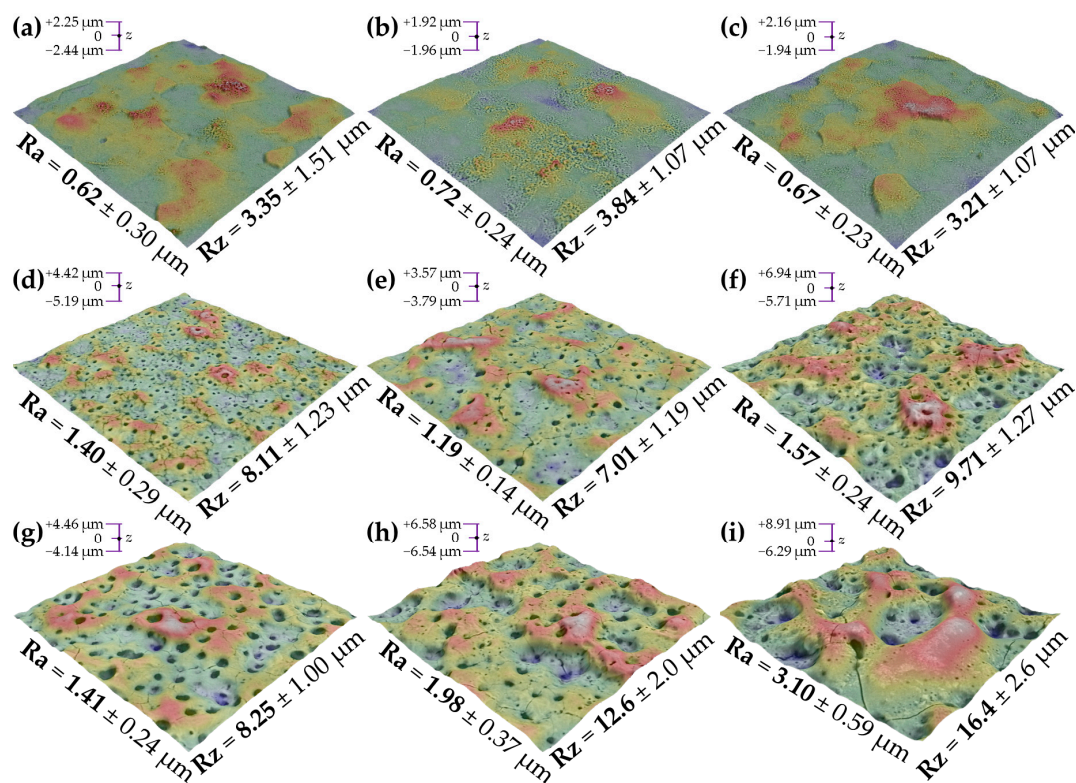 (a)
+2.25 µm
0 z
−2.44 µm
Ra = 0.62 ± 0.30 µm
Rz = 3.35 ± 1.51 µm
(b)
+1.92 µm
0 z
−1.96 µm
Ra = 0.72 ± 0.24 µm
Rz = 3.84 ± 1.07 µm
(c)
+2.16 µm
0 z
−1.94 µm
Ra = 0.67 ± 0.23 µm
Rz = 3.21 ± 1.07 µm
(d)
+4.42 µm
0 z
−5.19 µm
Ra = 1.40 ± 0.29 µm
Rz = 8.11 ± 1.23 µm
(e)
+3.57 µm
0 z
−3.79 µm
Ra = 1.19 ± 0.14 µm
Rz = 7.01 ± 1.19 µm
(f)
+6.94 µm
0 z
−5.71 µm
Ra = 1.57 ± 0.24 µm
Rz = 9.71 ± 1.27 µm
(g)
+4.46 µm
0 z
−4.14 µm
Ra = 1.41 ± 0.24 µm
Rz = 8.25 ± 1.00 µm
(h)
+6.58 µm
0 z
−6.54 µm
Ra = 1.98 ± 0.37 µm
Rz = 12.6 ± 2.0 µm
(i)
+8.91 µm
0 z
−6.29 µm
Ra = 3.10 ± 0.59 µm
Rz = 16.4 ± 2.6 µm